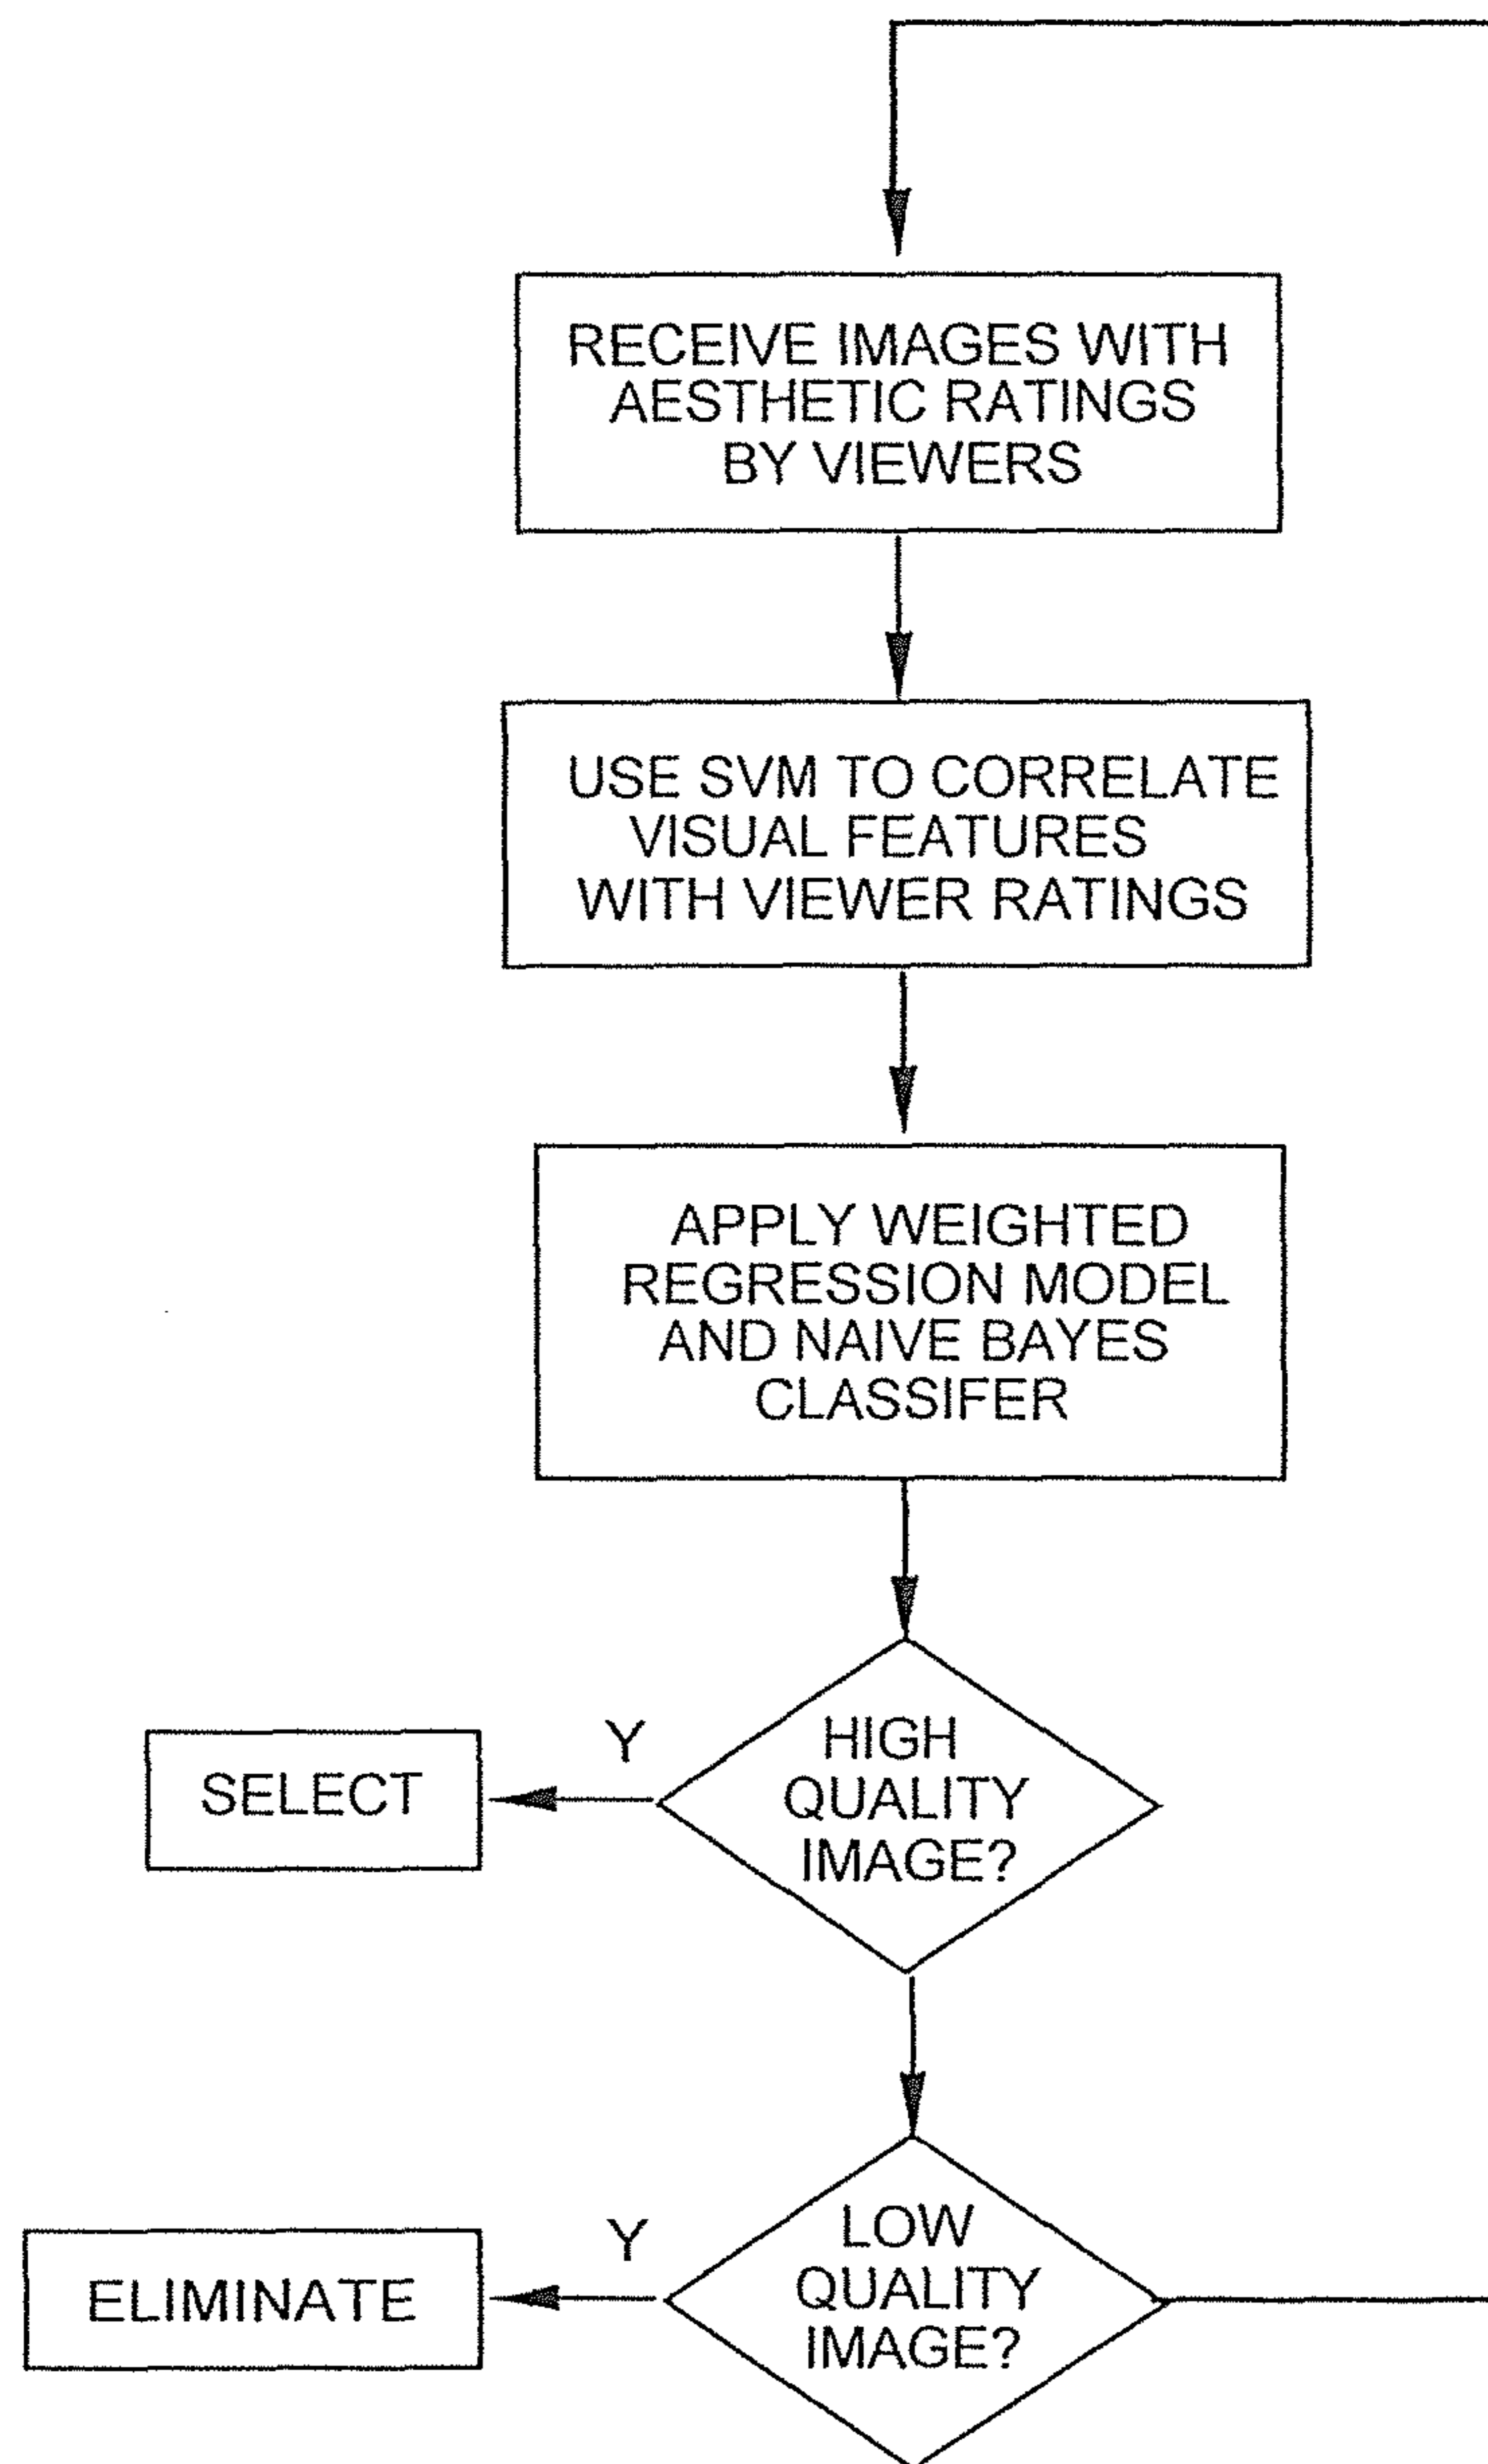 RECEIVE IMAGES WITH
AESTHETIC RATINGS
BY VIEWERS
USE SVM TO CORRELATE
VISUAL FEATURES
WITH VIEWER RATINGS
APPLY WEIGHTED
REGRESSION MODEL
AND NAIVE BAYES
CLASSIFER
Y
HIGH
QUALITY
IMAGE?
SELECT
Y
LOW
QUALITY
IMAGE?
ELIMINATE